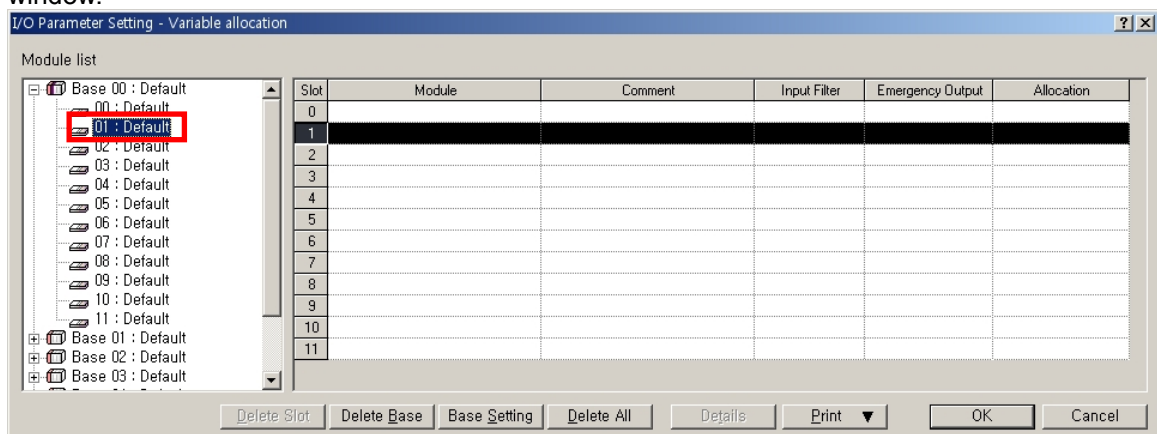 window.
I/O Parameter Setting - Variable allocation
Module list
Base 00 : Default
00 : Default
01 : Default
02 : Default
03 : Default
04 : Default
05 : Default
06 : Default
07 : Default
08 : Default
09 : Default
10 : Default
11 : Default
Base 01 : Default
Base 02 : Default
Base 03 : Default
Slot Module Comment Input Filter Emergency Output Allocation
0
1
2
3
4
5
6
7
8
9
10
11
Delete Slot Delete Base Base Setting Delete All Details Print ▼ OK Cancel